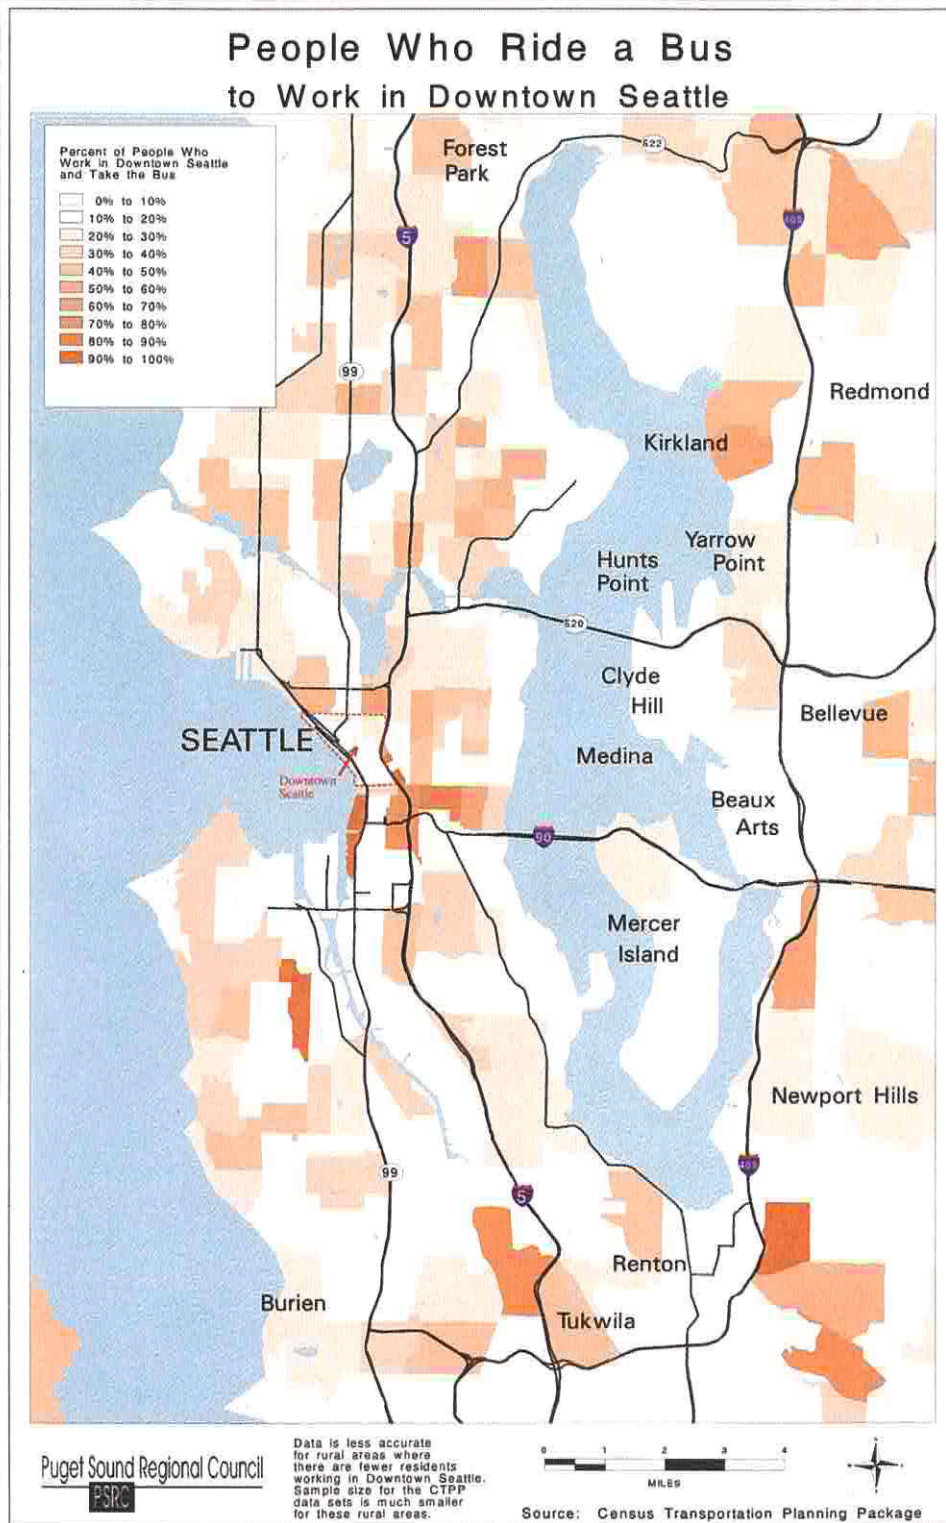 People Who Ride a Bus
to Work in Downtown Seattle
Percent of People Who
Work in Downtown Seattle
and Take the Bus
0% to 10%
10% to 20%
20% to 30%
30% to 40%
40% to 50%
50% to 60%
60% to 70%
70% to 80%
80% to 90%
90% to 100%
Forest
Park
522
405
5
99
Redmond
Kirkland
Yarrow
Point
Hunts
Point
520
Clyde
Hill
Bellevue
SEATTLE
Medina
Downtown
Seattle
Beaux
Arts
90
Mercer
Island
Newport Hills
405
99
5
Renton
Burien
Tukwila
Puget Sound Regional Council
PSRC
Data is less accurate
for rural areas where
there are fewer residents
working in Downtown Seattle.
Sample size for the CTPP
data sets is much smaller
for these rural areas.
0 1 2 3 4
MILES
Source: Census Transportation Planning Package